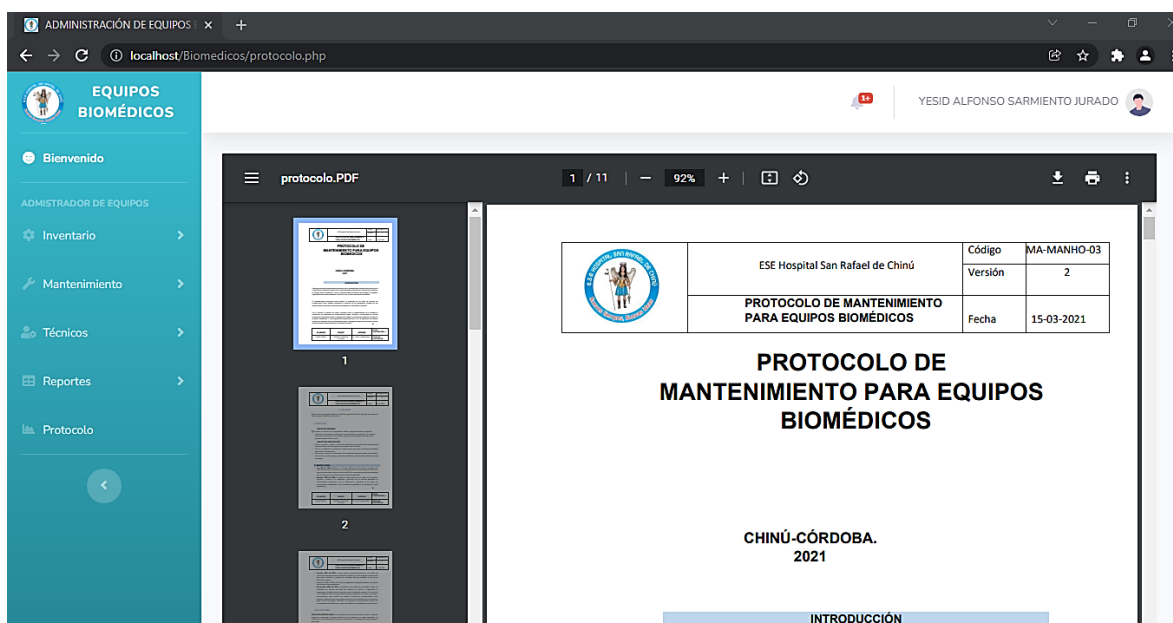 ADMINISTRACIÓN DE EQUIPOS
localhost/Biomedicos/protocolo.php
EQUIPOS
BIOMÉDICOS
1+
YESID ALFONSO SARMIENTO JURADO
Bienvenido
ADMISTRADOR DE EQUIPOS
Inventario
Mantenimiento
Técnicos
Reportes
Protocolo
protocolo.PDF
1 / 11
92%
1
2
ESE Hospital San Rafael de Chinú
Código MA-MANHO-03
Versión 2
PROTOCOLO DE MANTENIMIENTO
PARA EQUIPOS BIOMÉDICOS
Fecha 15-03-2021
PROTOCOLO DE
MANTENIMIENTO PARA EQUIPOS
BIOMÉDICOS
CHINÚ-CÓRDOBA.
2021
INTRODUCCIÓN